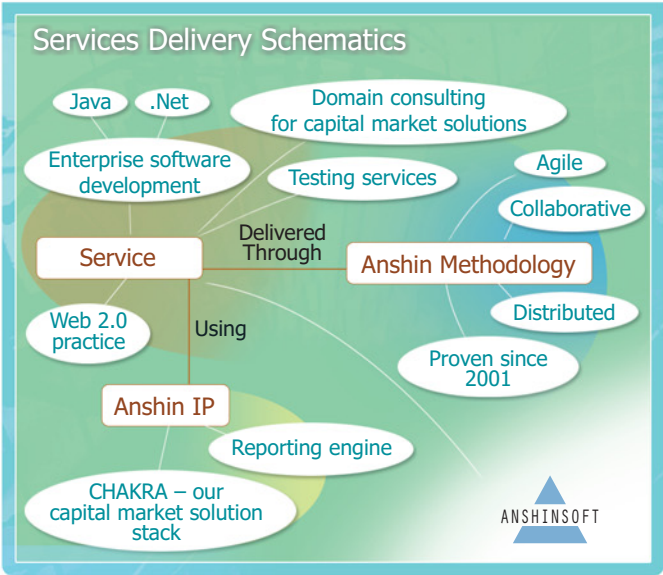 Services Delivery Schematics
Java
.Net
Domain consulting
for capital market solutions
Enterprise software
development
Testing services
Agile
Collaborative
Service
Delivered
Through
Anshin Methodology
Web 2.0
practice
Using
Distributed
Proven since
2001
Anshin IP
Reporting engine
CHAKRA – our
capital market solution
stack
ANSHINSOFT